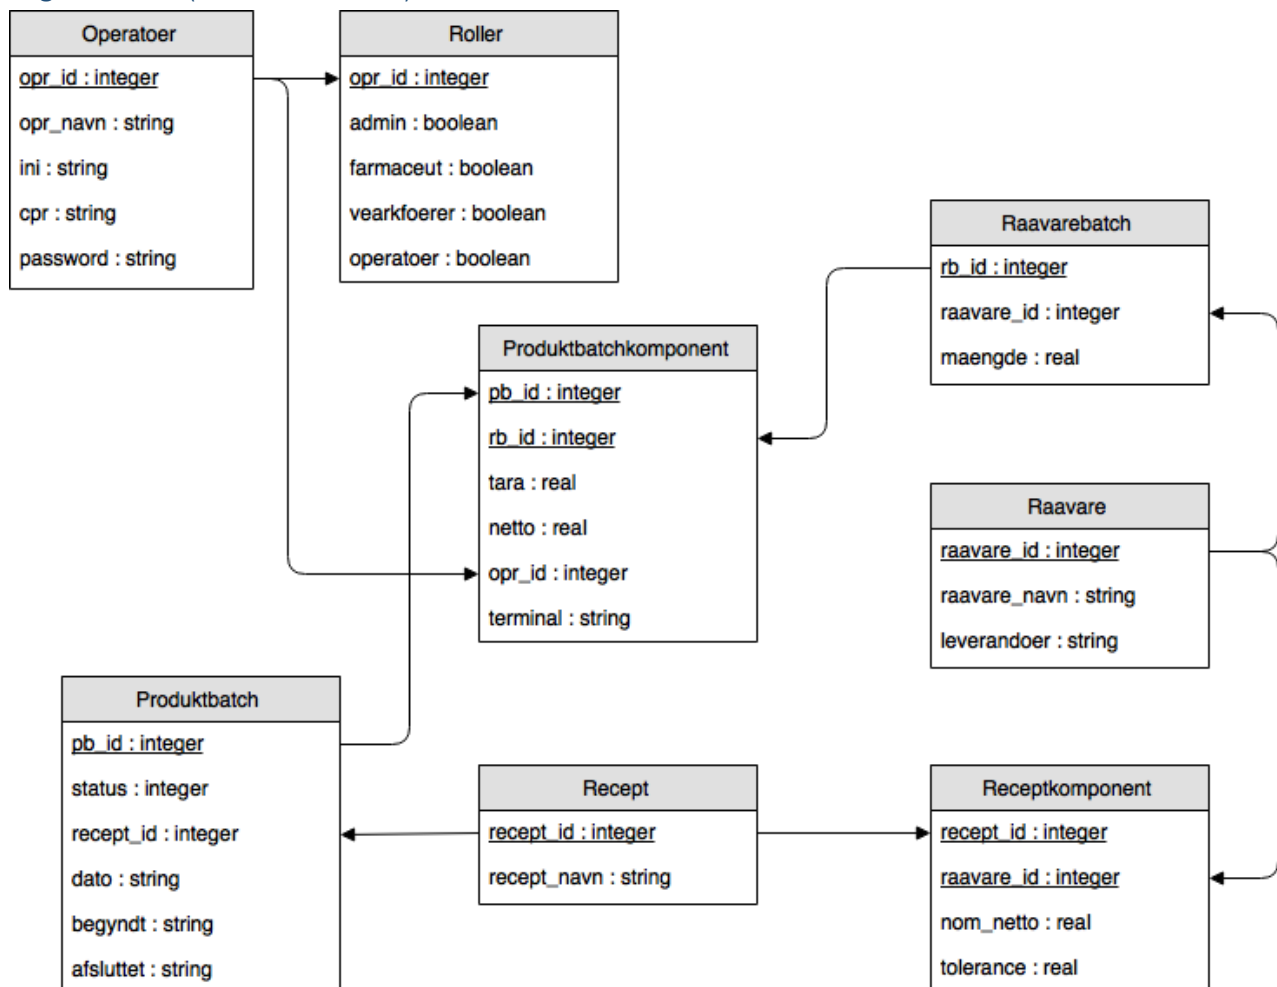 Operatoer
opr_id : integer
opr_navn : string
ini : string
cpr : string
password : string
Roller
opr_id : integer
admin : boolean
farmaceut : boolean
vearkfoerer : boolean
operatoer : boolean
Raavarebatch
rb_id : integer
raavare_id : integer
maengde : real
Produktbatchkomponent
pb_id : integer
rb_id : integer
tara : real
netto : real
opr_id : integer
terminal : string
Raavare
raavare_id : integer
raavare_navn : string
leverandoer : string
Produktbatch
pb_id : integer
status : integer
recept_id : integer
dato : string
begyndt : string
afsluttet : string
Recept
recept_id : integer
recept_navn : string
Receptkomponent
recept_id : integer
raavare_id : integer
nom_netto : real
tolerance : real